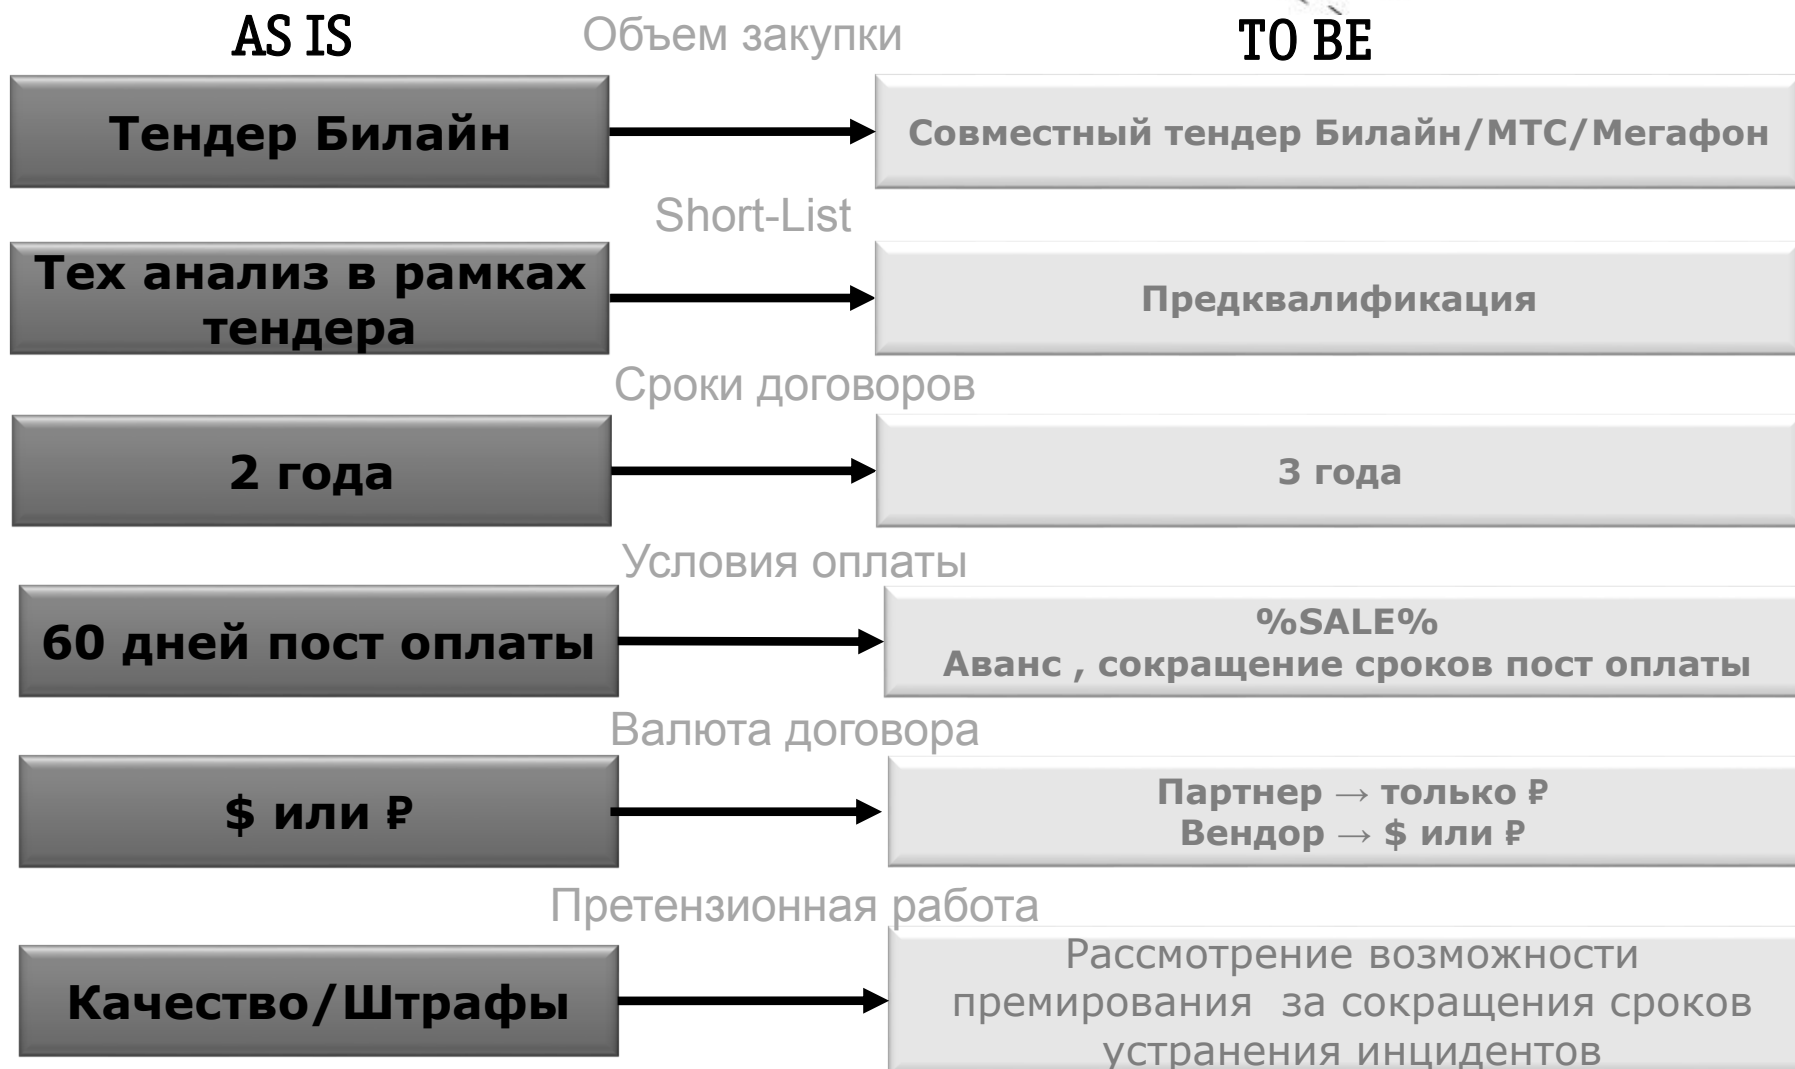 AS IS
Объем закупки
TO BE
Тендер Билайн
Совместный тендер Билайн/МТС/Мегафон
Short-List
Тех анализ в рамках
тендера
Предквалификация
Сроки договоров
2 года
3 года
Условия оплаты
60 дней пост оплаты
%SALE%
Аванс , сокращение сроков пост оплаты
Валюта договора
$ или ₽
Партнер → только ₽
Вендор → $ или ₽
Претензионная работа
Качество/Штрафы
Рассмотрение возможности
премирования  за сокращения сроков
устранения инцидентов